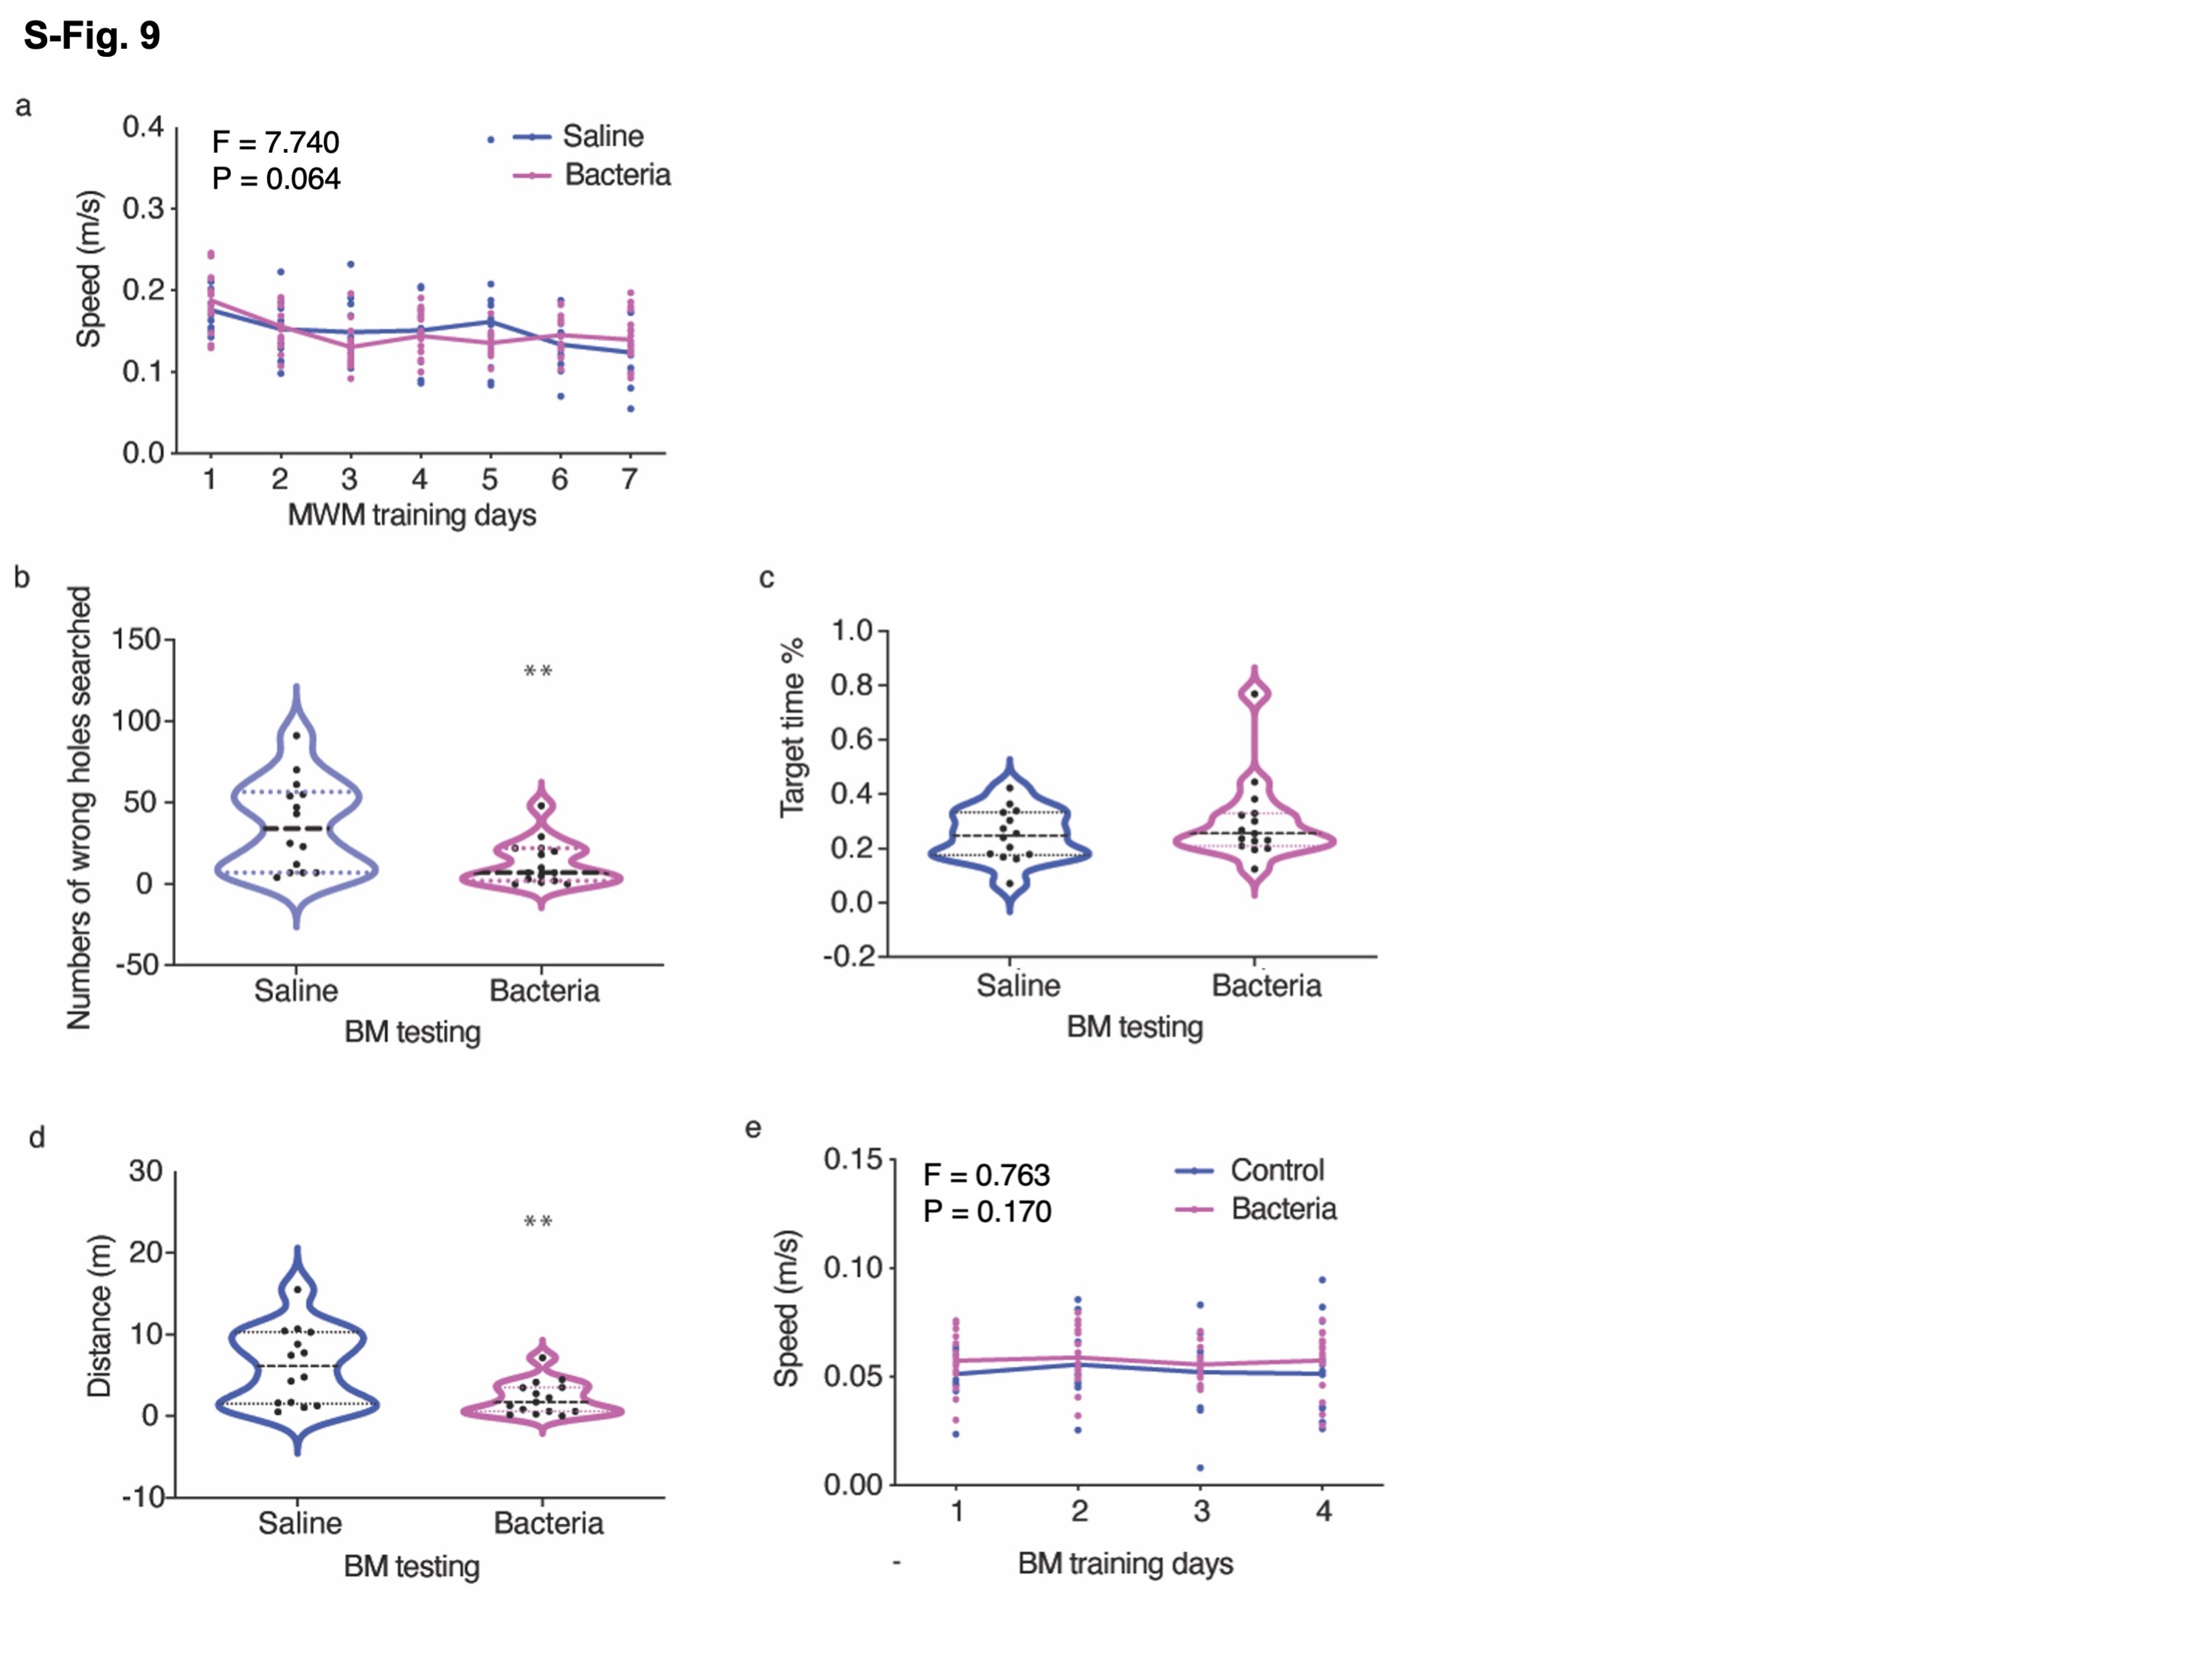 S-Fig. 9
a
0.4
0.3
0.2
0.1
0.0
Speed (m/s)
F = 7.740
P = 0.064
Saline
Bacteria
1 2 3 4 5 6 7
MWM training days
b
Numbers of wrong holes searched
150
100
50
0
-50
**
Saline Bacteria
BM testing
c
Target time %
1.0
0.8
0.6
0.4
0.2
0.0
-0.2
Saline Bacteria
BM testing
d
Distance (m)
30
20
10
0
-10
**
Saline Bacteria
BM testing
e
Speed (m/s)
0.15
0.10
0.05
0.00
F = 0.763
P = 0.170
Control
Bacteria
1 2 3 4
- BM training days